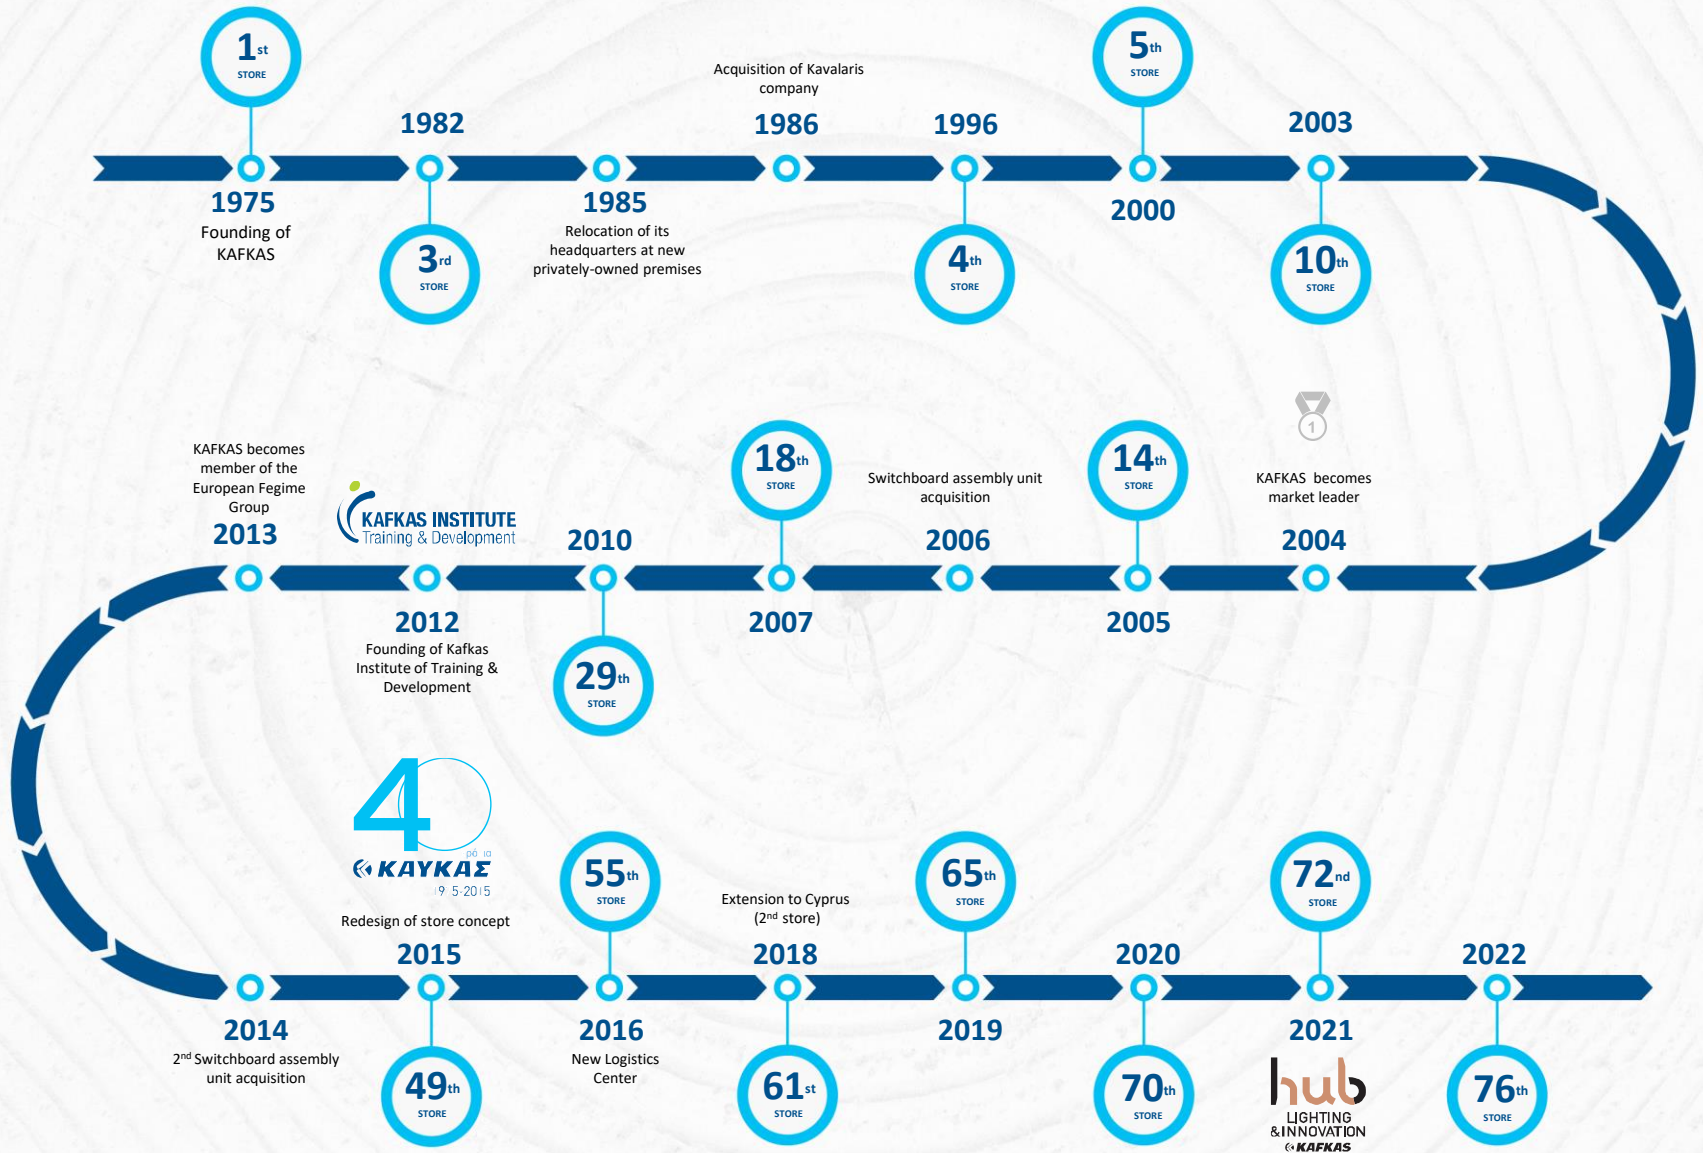 1st
STORE
1975
Founding of
KAFKAS
1982
3rd
STORE
1985
Relocation of its
headquarters at new
privately-owned premises
Acquisition of Kavalaris
company
1986
1996
4th
STORE
5th
STORE
2000
2003
10th
STORE
1
KAFKAS becomes
market leader
2004
14th
STORE
2005
Switchboard assembly unit
acquisition
2006
18th
STORE
2007
2010
29th
STORE
KAFKAS INSTITUTE
Training & Development
2012
Founding of Kafkas
Institute of Training &
Development
KAFKAS becomes
member of the
European Fegime
Group
2013
2014
2nd Switchboard assembly
unit acquisition
40
ΚΑΥΚΑΣ
Redesign of store concept
2015
49th
STORE
55th
STORE
2016
New Logistics
Center
Extension to Cyprus
(2nd store)
2018
61st
STORE
65th
STORE
2019
2020
70th
STORE
72nd
STORE
2021
hub
LIGHTING
&INNOVATION
KAFKAS
2022
76th
STORE